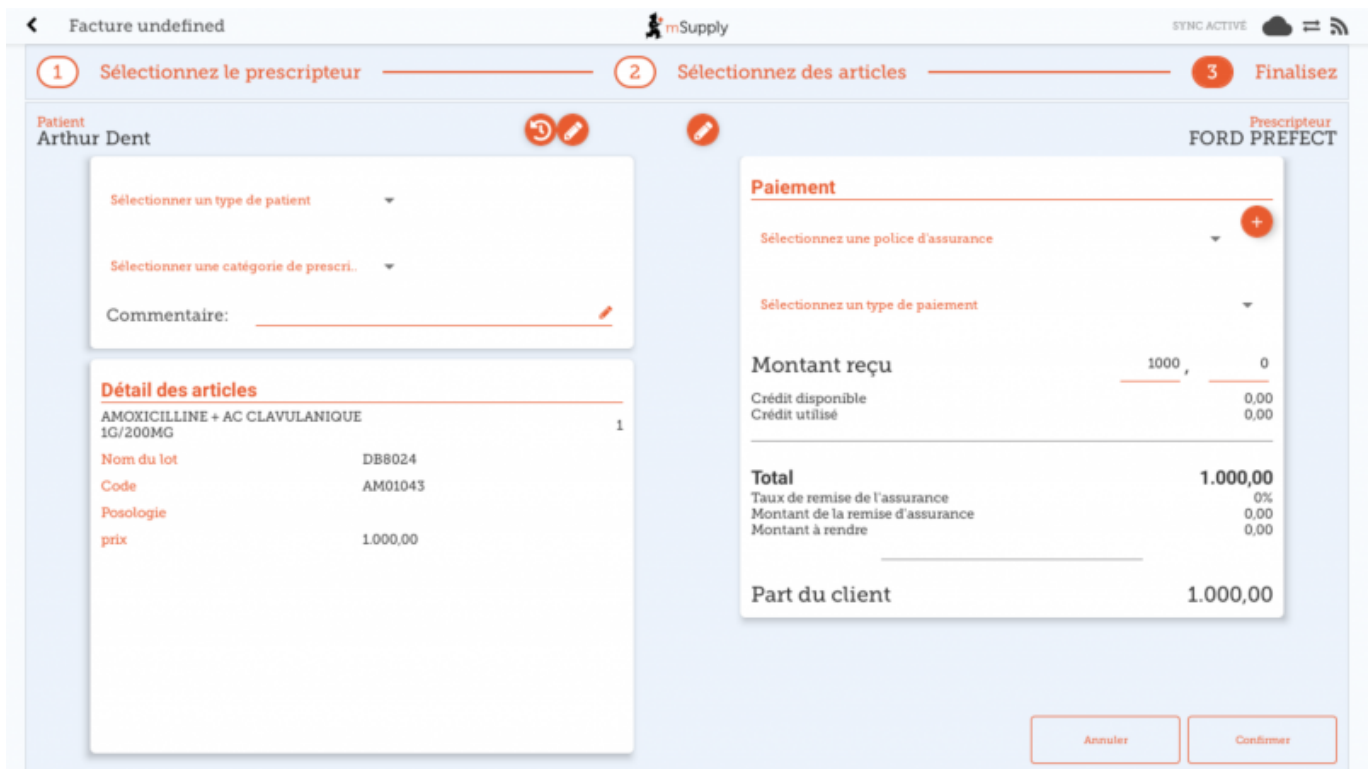 Facture undefined
mSupply
SYNC ACTIVÉ
1 Sélectionnez le prescripteur
2 Sélectionnez des articles
3 Finalisez
Patient
Arthur Dent
Prescripteur
FORD PREFECT
Sélectionner un type de patient
Sélectionner une catégorie de prescri..
Commentaire:
Détail des articles
AMOXICILLINE + AC CLAVULANIQUE
1G/200MG
1
Nom du lot DB8024
Code AM01043
Posologie
prix 1.000,00
Paiement
+
Sélectionnez une police d'assurance
Sélectionnez un type de paiement
Montant reçu 1000 , 0
Crédit disponible 0,00
Crédit utilisé 0,00
Total 1.000,00
Taux de remise de l'assurance 0%
Montant de la remise d'assurance 0,00
Montant à rendre 0,00
Part du client 1.000,00
Annuler
Confirmer